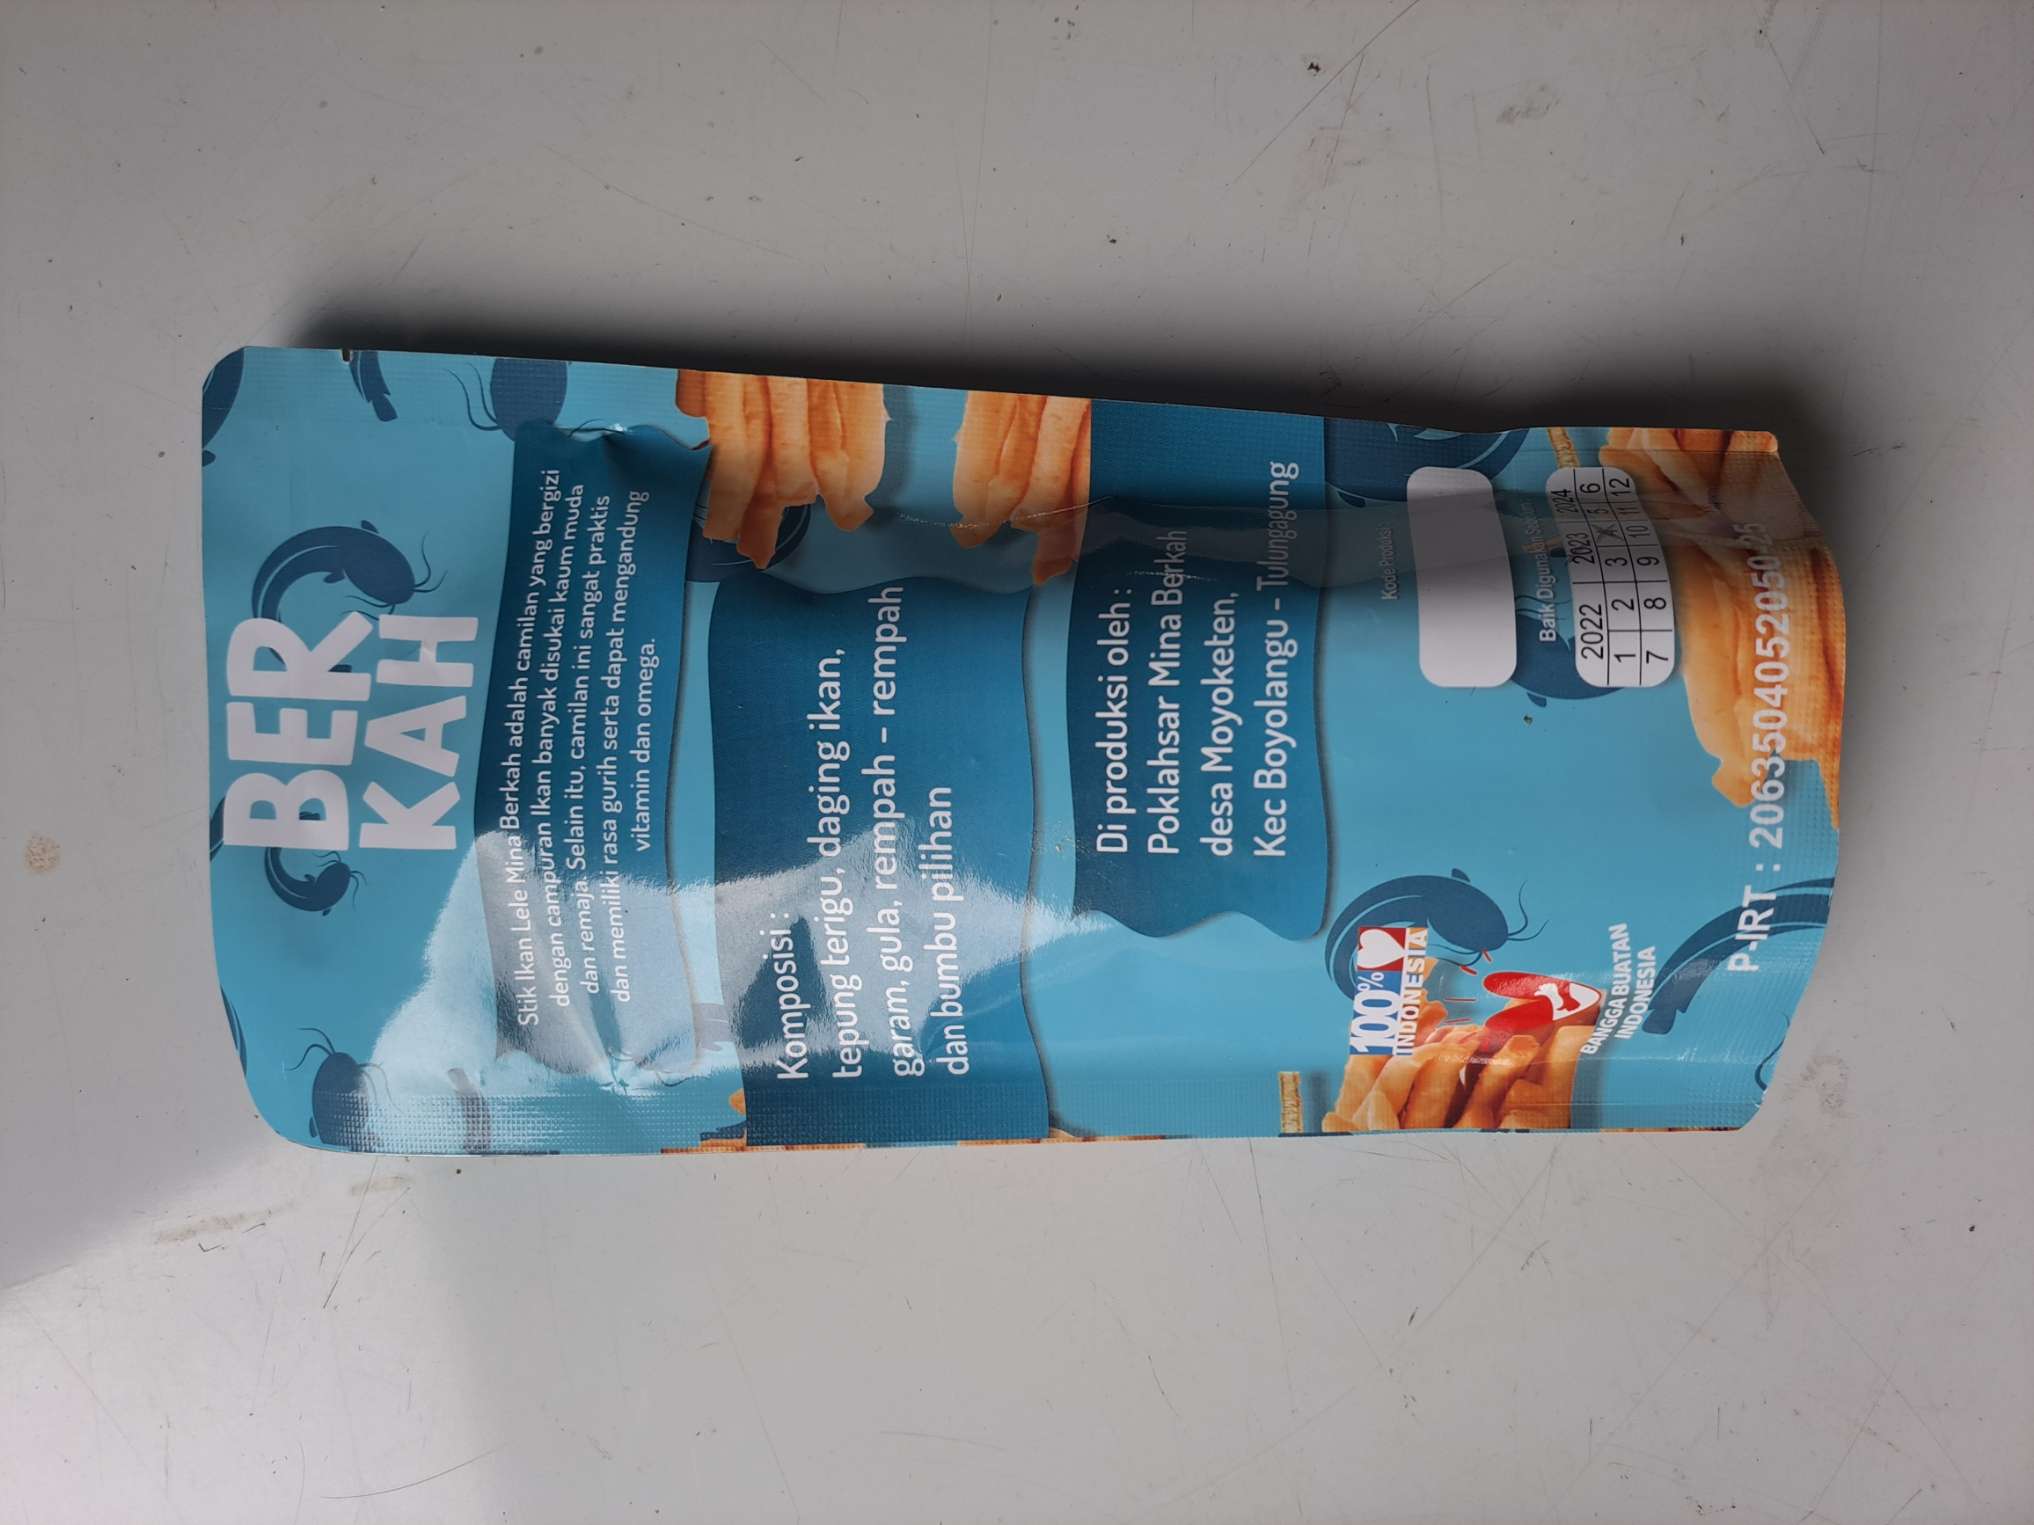 BER
KAH
Stik Ikan Lele Mina Berkah adalah camilan yang bergizi
dengan campuran Ikan banyak disukai kaum muda
dan remaja. Selain itu, camilan ini sangat praktis
dan memiliki rasa gurih serta dapat mengandung
vitamin dan omega.
Komposisi :
tepung terigu, daging ikan,
garam, gula, rempah - rempah
dan bumbu pilihan
Di produksi oleh :
Poklahsar Mina Berkah
desa Moyoketen,
Kec Boyolangu - Tulungagung
100%
INDONESIA
BANGGA BUATAN
INDONESIA
Kode Produksi
Baik Digunakan Sebelum
2022 2023 2024
1 2 3 4 5 6
7 8 9 10 11 12
P-IRT : 2063504052050-25